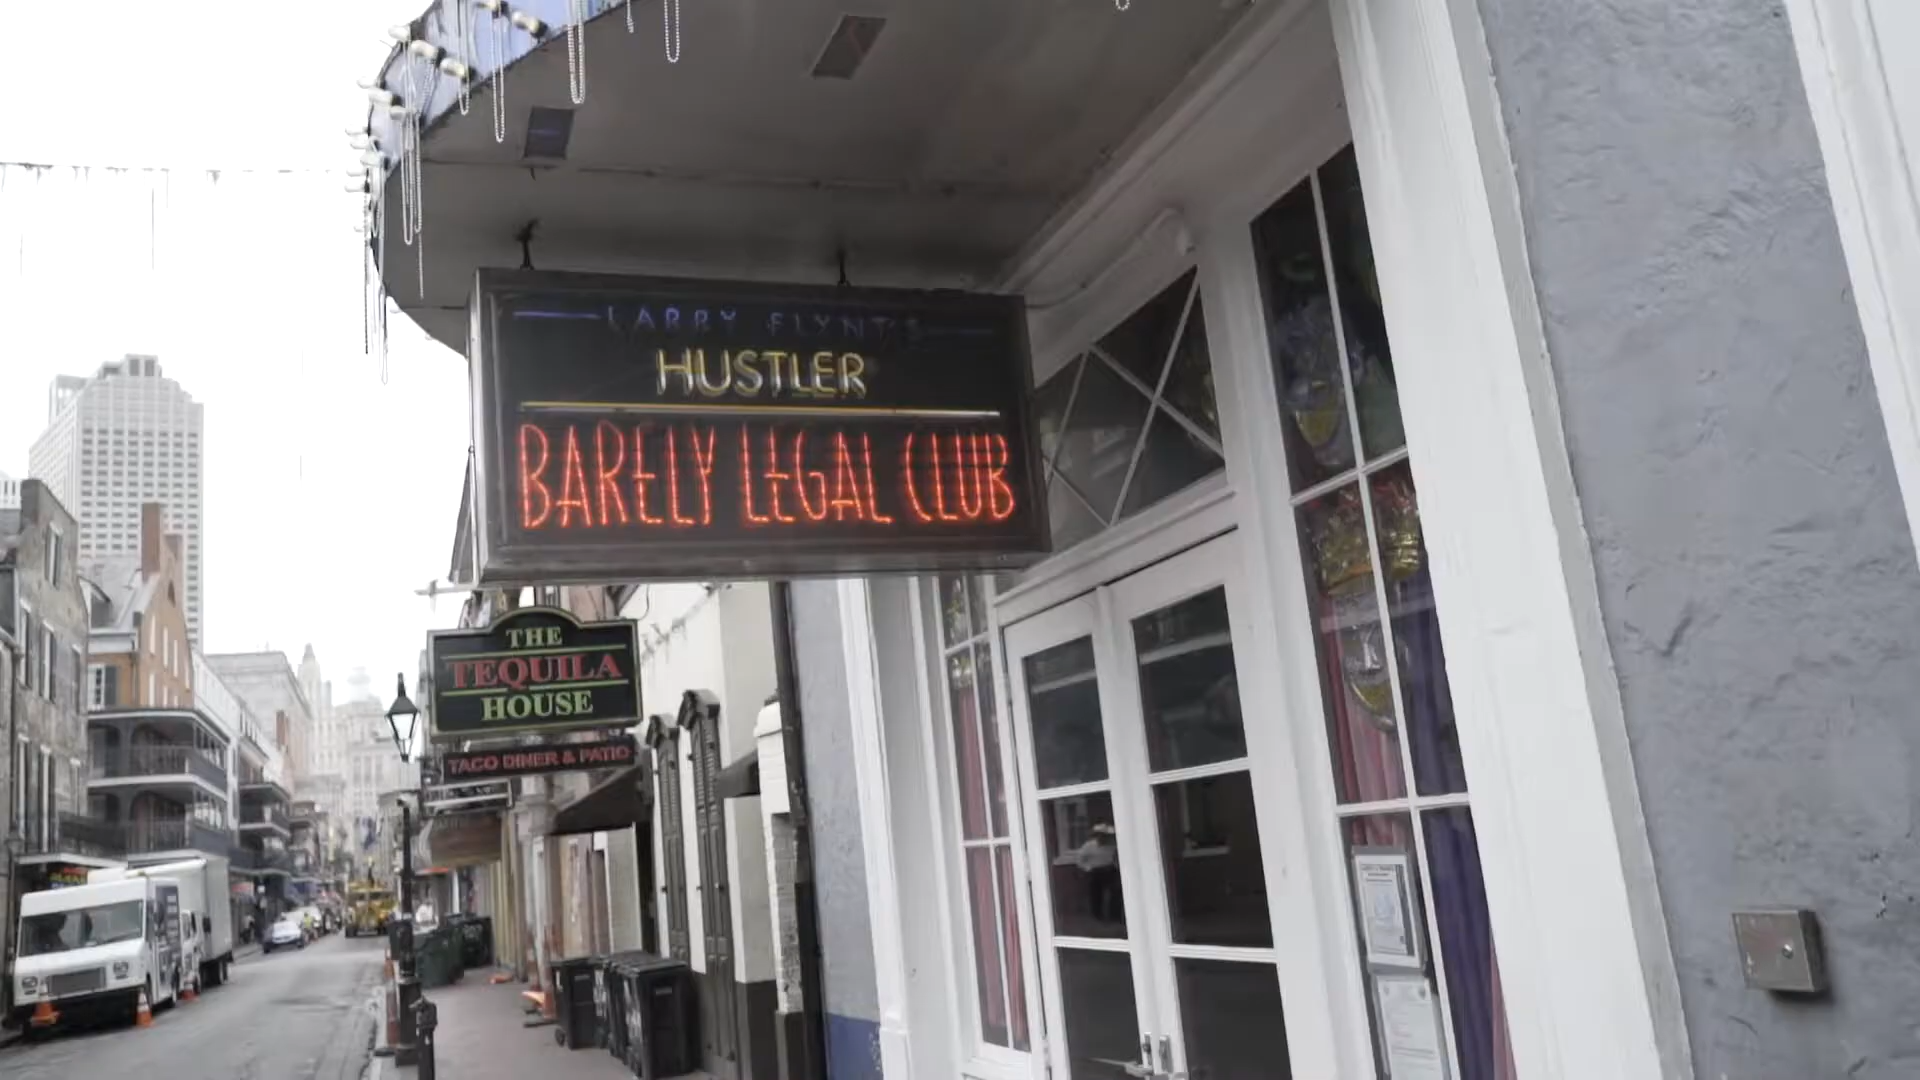 LARRY FLYNT'S
HUSTLER
BARELY LEGAL CLUB
THE
TEQUILA
HOUSE
TACO DINER & PATIO